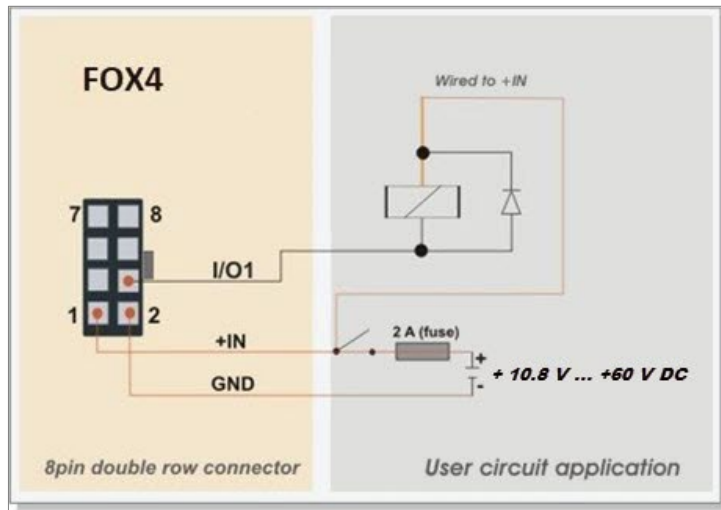 FOX4
Wired to +IN
7
8
I/O1
1
2
+IN
2 A (fuse)
+
-
+ 10.8 V ... +60 V DC
GND
8pin double row connector
User circuit application